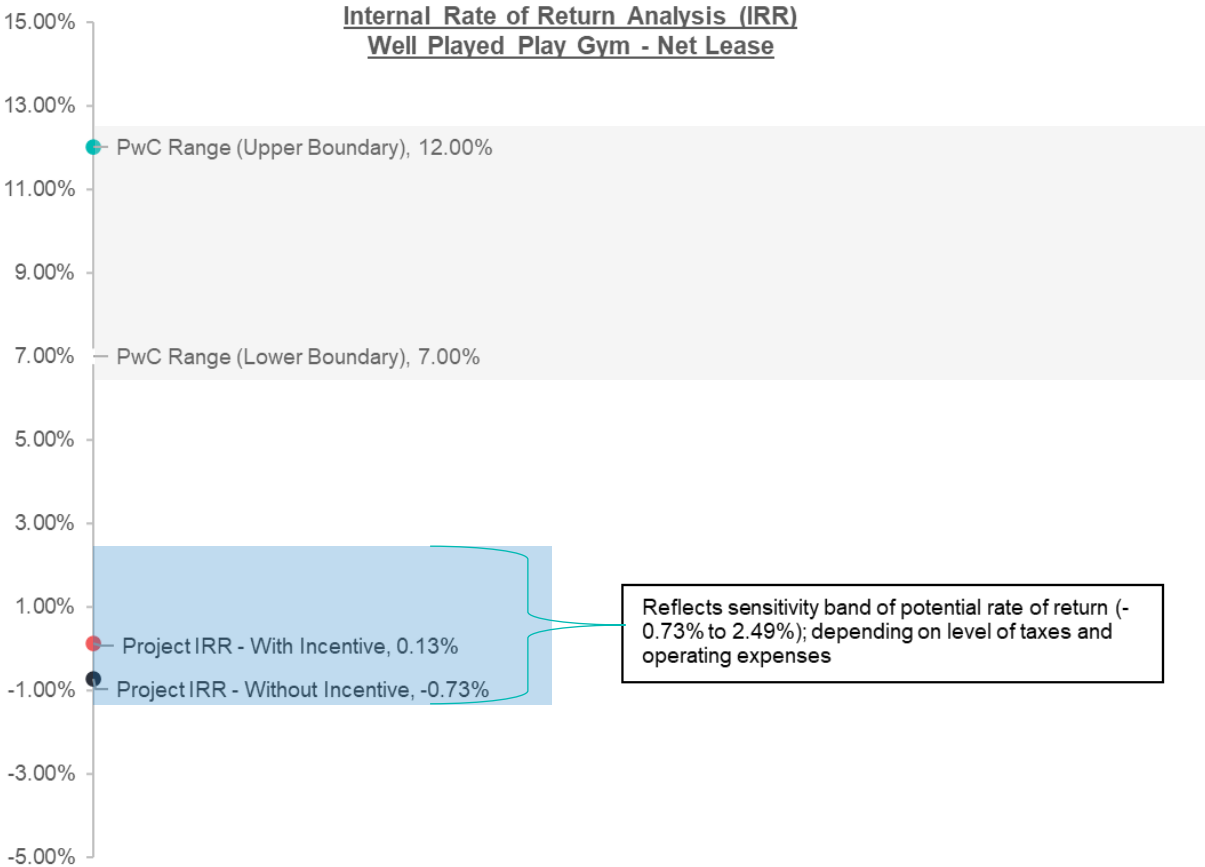 Internal Rate of Return Analysis (IRR)
Well Played Play Gym - Net Lease
15.00%
13.00%
PwC Range (Upper Boundary), 12.00%
11.00%
9.00%
7.00%
PwC Range (Lower Boundary), 7.00%
5.00%
3.00%
1.00%
Reflects sensitivity band of potential rate of return (-
0.73% to 2.49%); depending on level of taxes and
operating expenses
Project IRR - With Incentive, 0.13%
-1.00%
Project IRR - Without Incentive, -0.73%
-3.00%
-5.00%